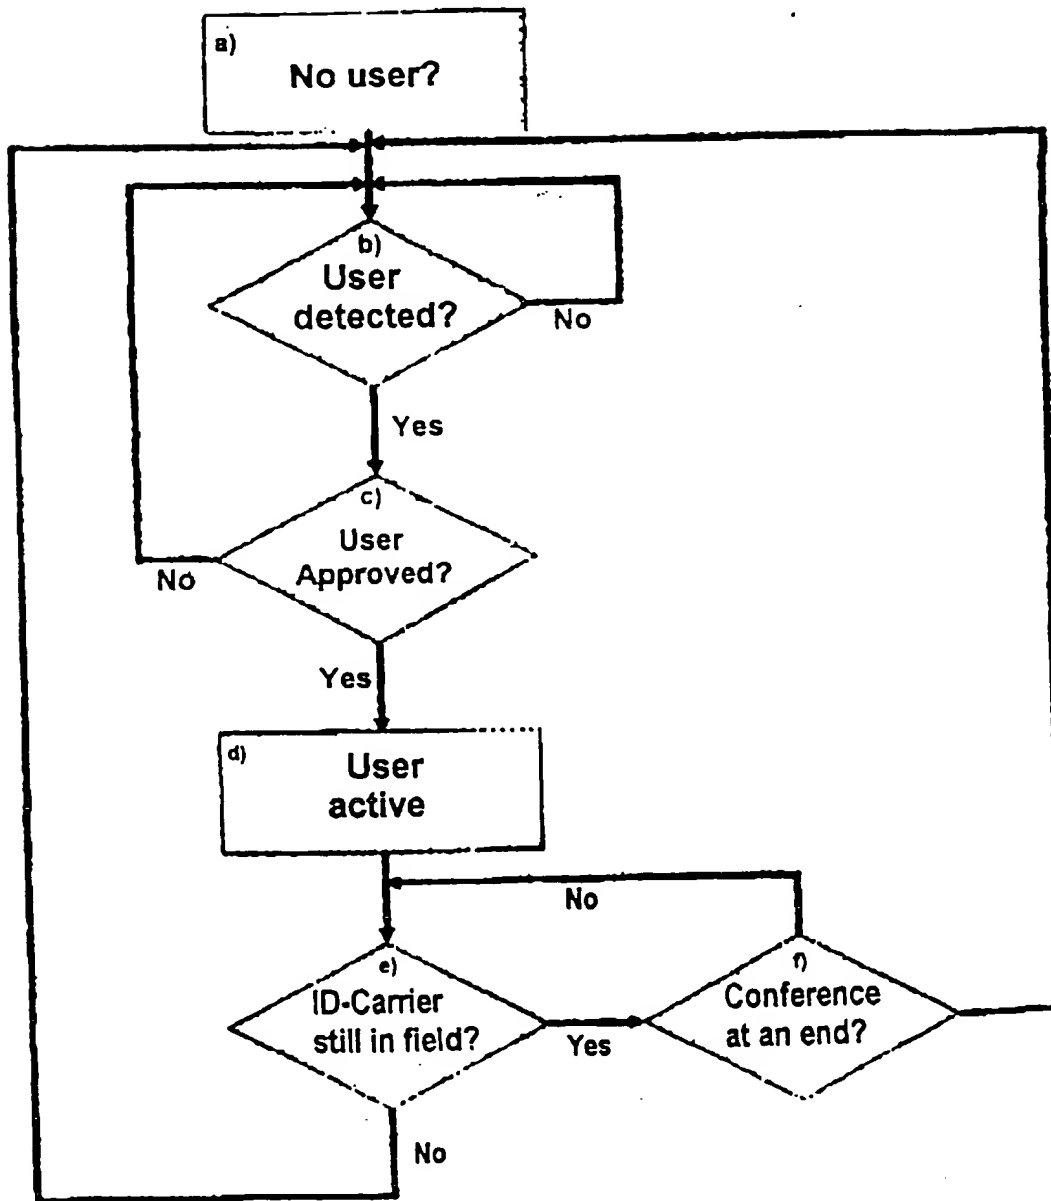 a)
No user?
b)
User
detected?
No
Yes
c)
User
Approved?
No
Yes
d)
User
active
No
e)
ID-Carrier
still in field?
Yes
f)
Conference
at an end?
No